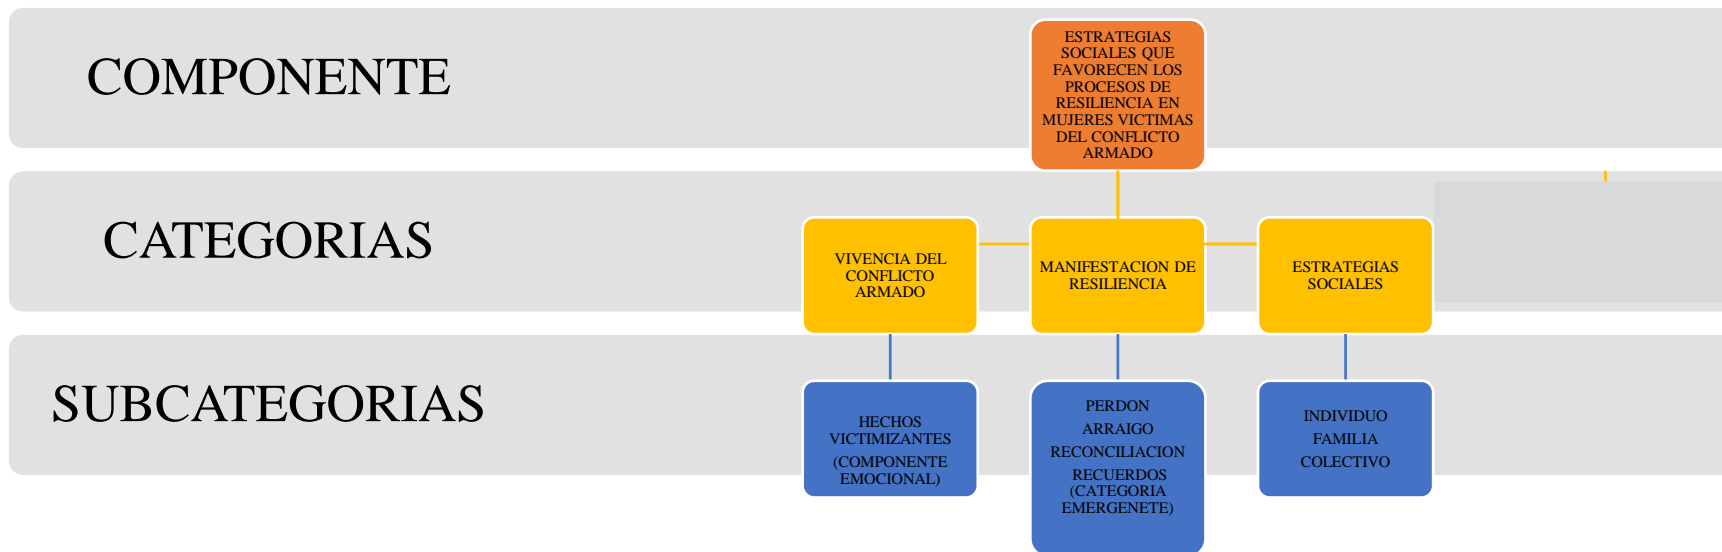 COMPONENTE
ESTRATEGIAS
SOCIALES QUE
FAVORECEN LOS
PROCESOS DE
RESILIENCIA EN
MUJERES VICTIMAS
DEL CONFLICTO
ARMADO
CATEGORIAS
VIVENCIA DEL
CONFLICTO
ARMADO
MANIFESTACION DE
RESILIENCIA
ESTRATEGIAS
SOCIALES
SUBCATEGORIAS
HECHOS
VICTIMIZANTES
(COMPONENTE
EMOCIONAL)
PERDON
ARRAIGO
RECONCILIACION
RECUERDOS
(CATEGORIA
EMERGENETE)
INDIVIDUO
FAMILIA
COLECTIVO